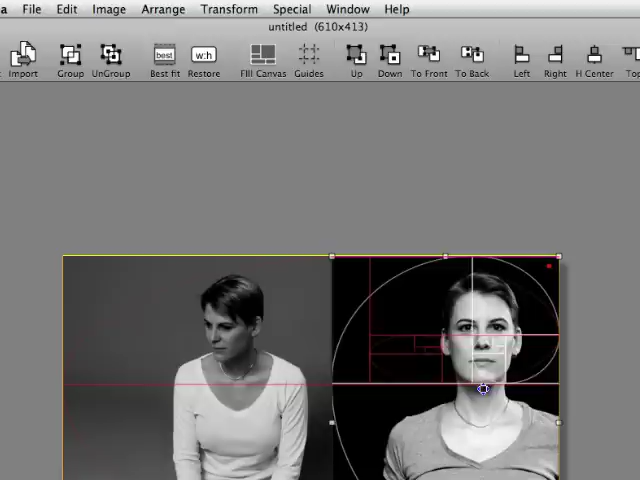 a File Edit Image Arrange Transform Special Window Help
untitled (610x413)
best w:h
Import Group UnGroup Best fit Restore Fill Canvas Guides Up Down To Front To Back Left Right H Center Top